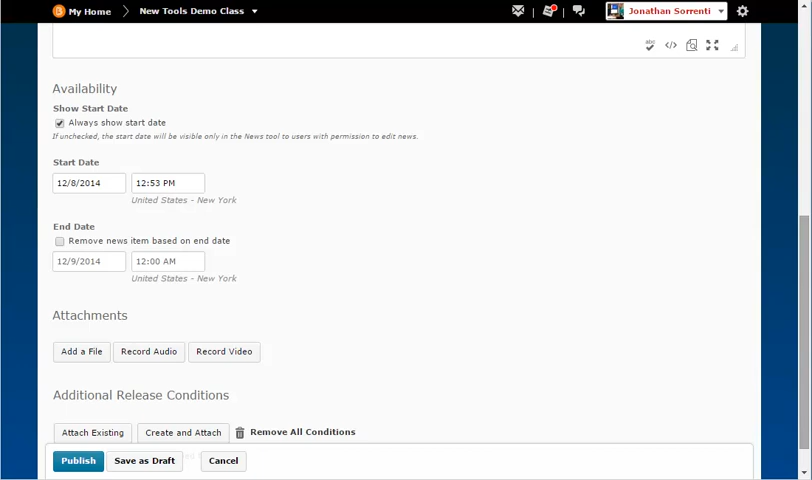 My Home New Tools Demo Class Jonathan Sorrenti
abc
Availability
Show Start Date
Always show start date
If unchecked, the start date will be visible only in the News tool to users with permission to edit news.
Start Date
12/8/2014 12:53 PM
United States - New York
End Date
Remove news item based on end date
12/9/2014 12:00 AM
United States - New York
Attachments
Add a File Record Audio Record Video
Additional Release Conditions
Attach Existing Create and Attach Remove All Conditions
Publish Save as Draft Cancel